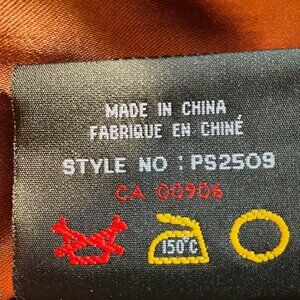 MADE IN CHINA
FABRIQUE EN CHINÉ
STYLE NO : PS2509
CA 00906
150°C